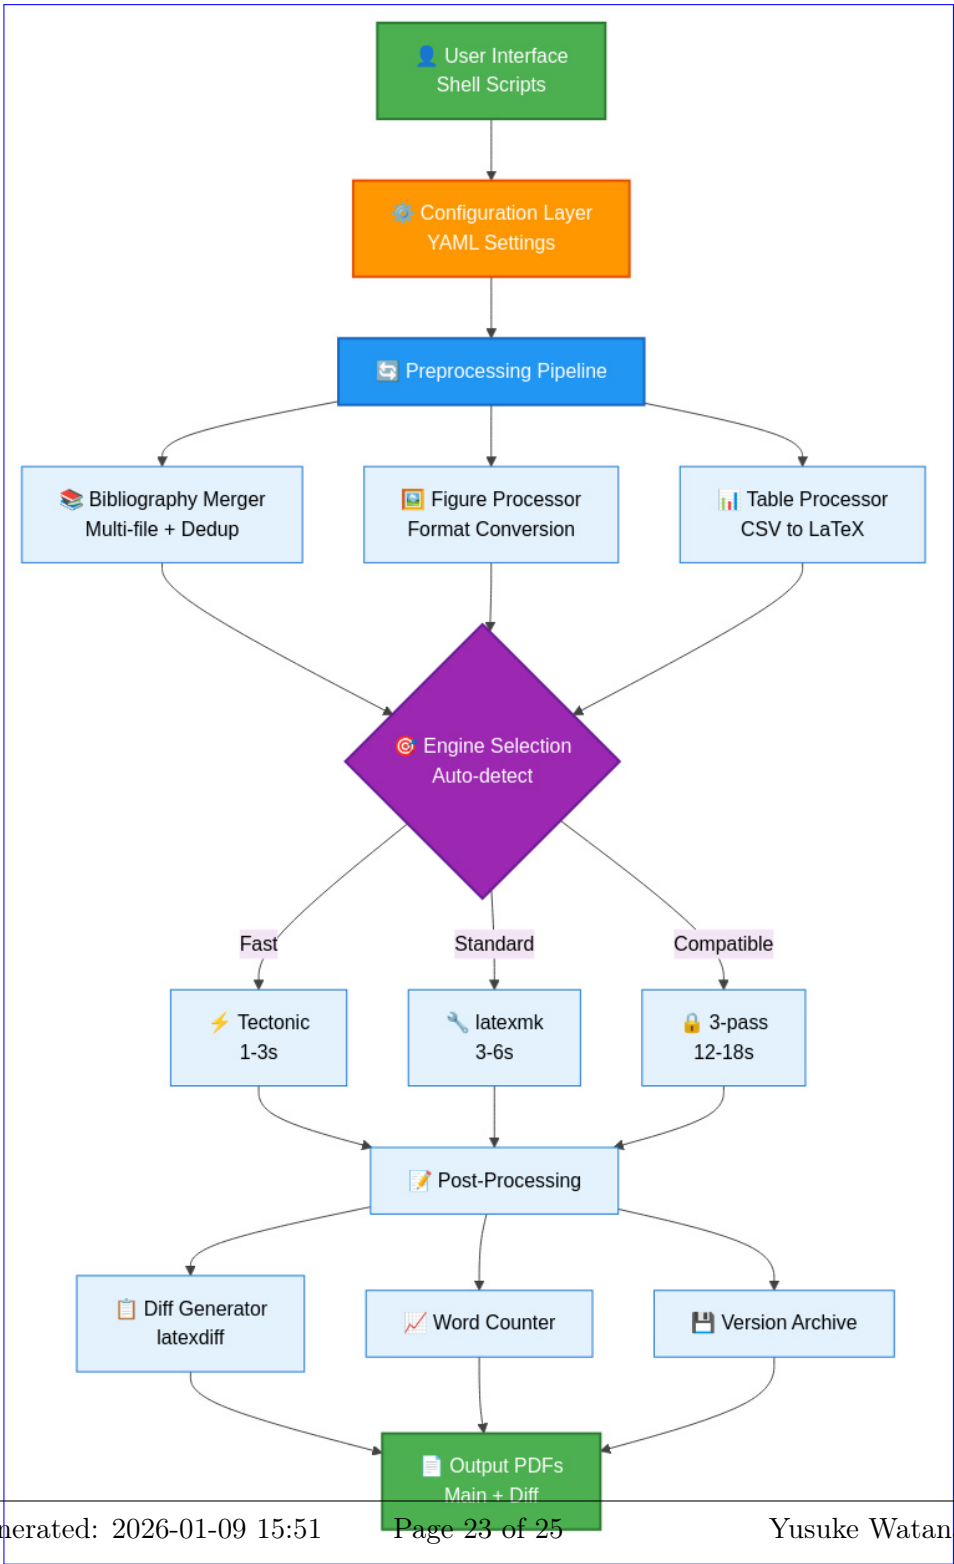 👤 User Interface
Shell Scripts
⚙️ Configuration Layer
YAML Settings
🔄 Preprocessing Pipeline
📚 Bibliography Merger
Multi-file + Dedup
🖼️ Figure Processor
Format Conversion
📊 Table Processor
CSV to LaTeX
🎯 Engine Selection
Auto-detect
Fast
Standard
Compatible
⚡ Tectonic
1-3s
🔧 latexmk
3-6s
🔒 3-pass
12-18s
📝 Post-Processing
📋 Diff Generator
latexdiff
📈 Word Counter
💾 Version Archive
📄 Output PDFs
Main + Diff
nerated: 2026-01-09 15:51 Page 23 of 25 Yusuke Watan